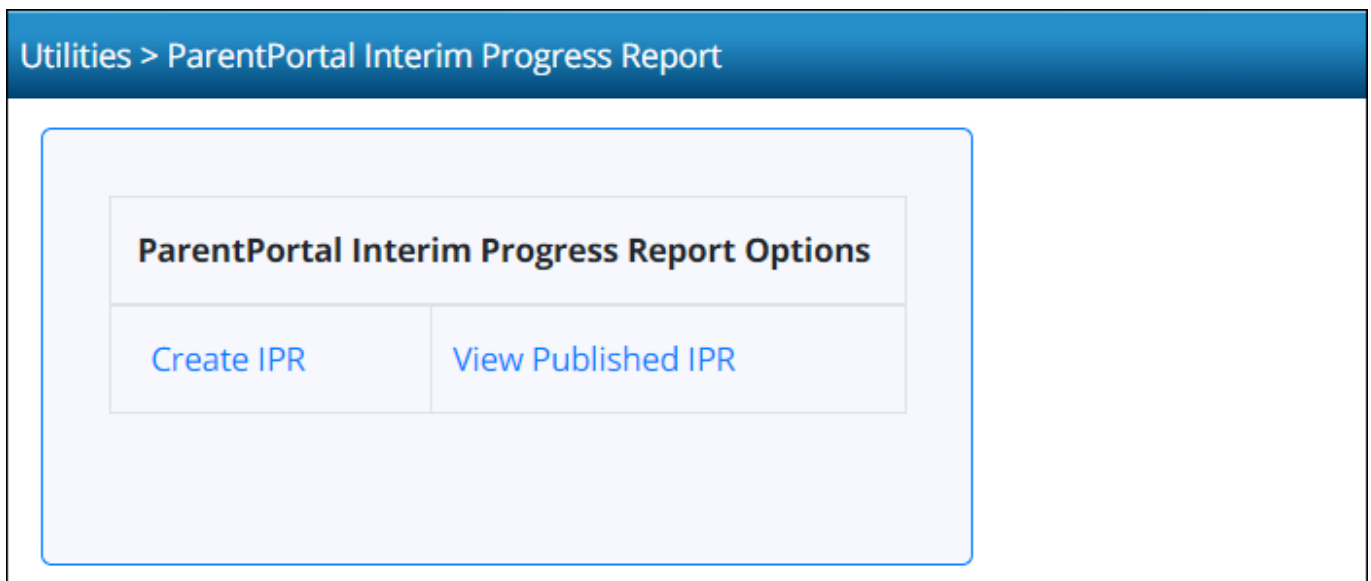 Utilities > ParentPortal Interim Progress Report
ParentPortal Interim Progress Report Options
Create IPR
View Published IPR